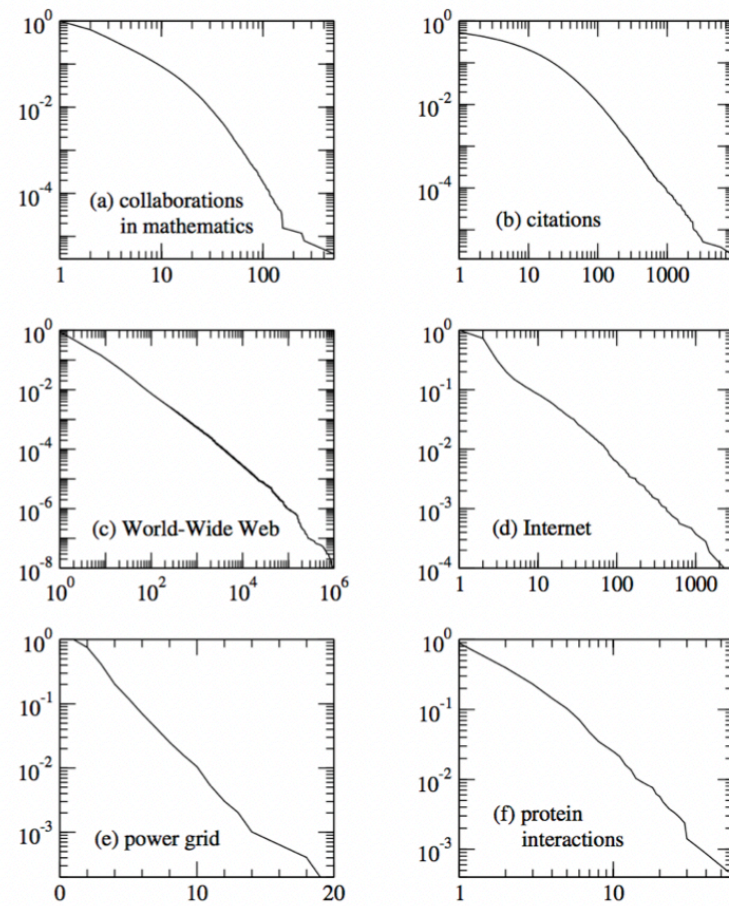 10^0
10^-2
10^-4
(a) collaborations
in mathematics
1 10 100
10^0
10^-2
10^-4
(b) citations
1 10 100 1000
10^0
10^-2
10^-4
10^-6
10^-8
(c) World-Wide Web
10^0 10^2 10^4 10^6
10^0
10^-1
10^-2
10^-3
10^-4
(d) Internet
1 10 100 1000
10^0
10^-1
10^-2
10^-3
(e) power grid
0 10 20
10^0
10^-1
10^-2
10^-3
(f) protein
interactions
1 10